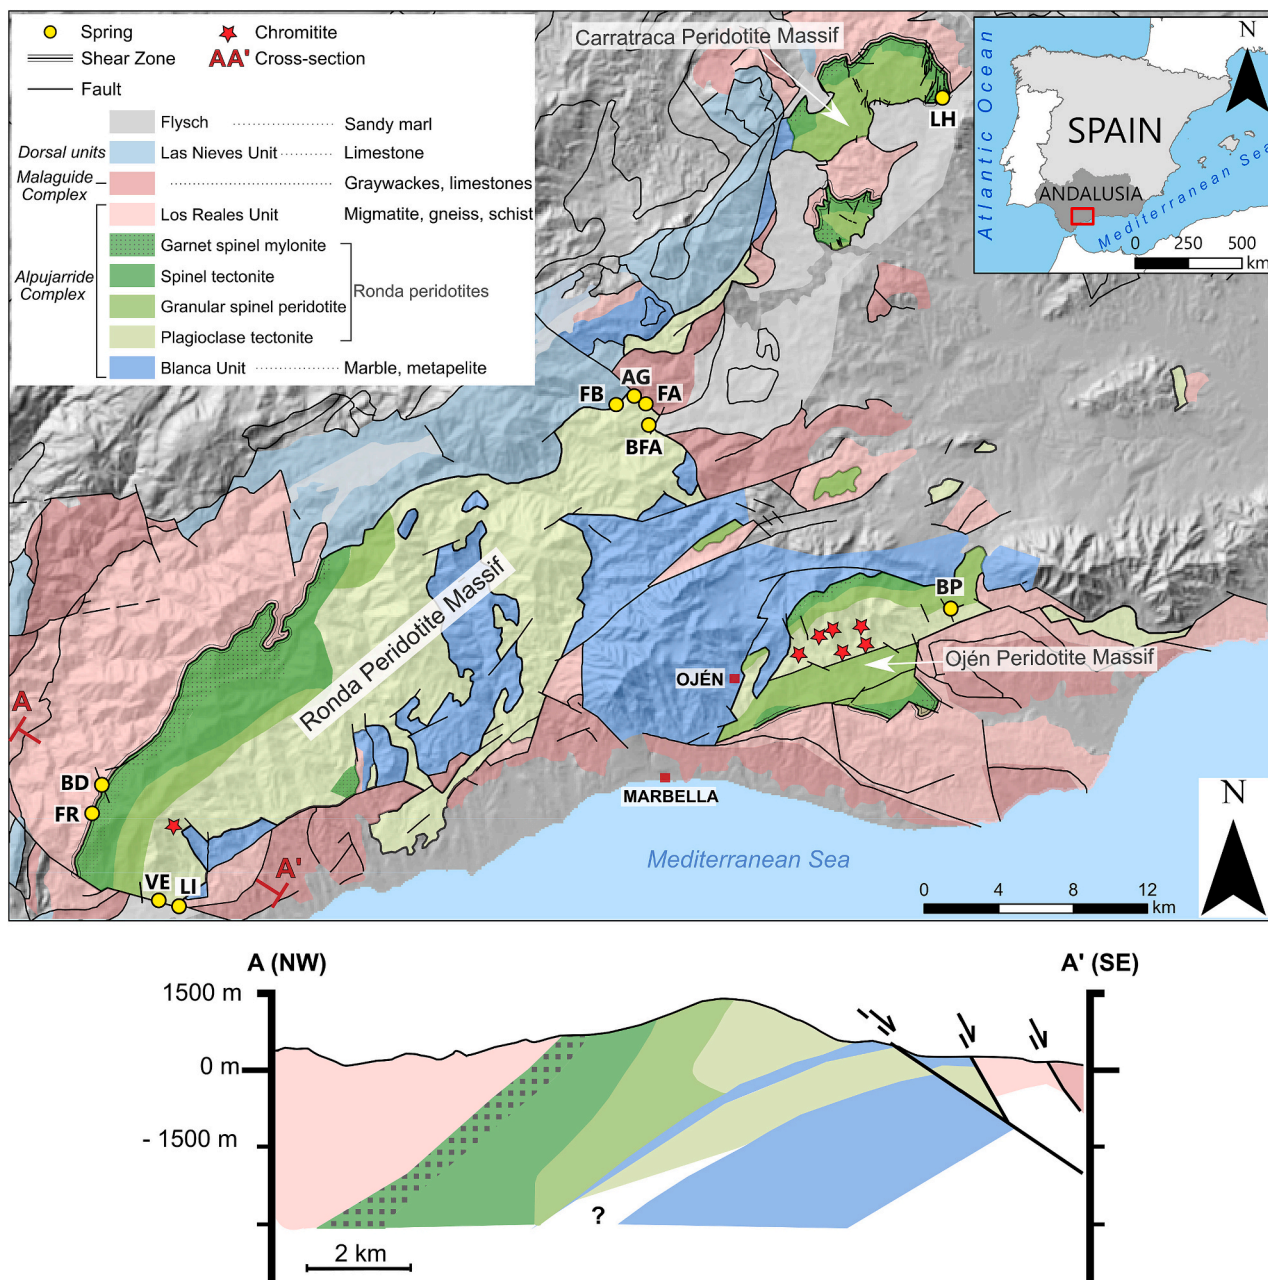 Spring
Chromitite
Shear Zone
AA' Cross-section
Fault
Flysch
Sandy marl
Dorsal units
Las Nieves Unit
Limestone
Malaguide
Complex
Graywackes, limestones
Los Reales Unit
Migmatite, gneiss, schist
Garnet spinel mylonite
Alpujarride
Complex
Spinel tectonite
Ronda peridotites
Granular spinel peridotite
Plagioclase tectonite
Blanca Unit
Marble, metapelite
Carratraca Peridotite Massif
LH
N
Atlantic Ocean
SPAIN
ANDALUSIA
Mediterranean Sea
0 250 500
km
AG
FB
FA
BFA
Ronda Peridotite Massif
BP
Ojén Peridotite Massif
OJÉN
A
BD
FR
MARBELLA
N
VE
LI
A'
Mediterranean Sea
0 4 8 12
km
A (NW)
A' (SE)
1500 m
0 m
- 1500 m
?
2 km